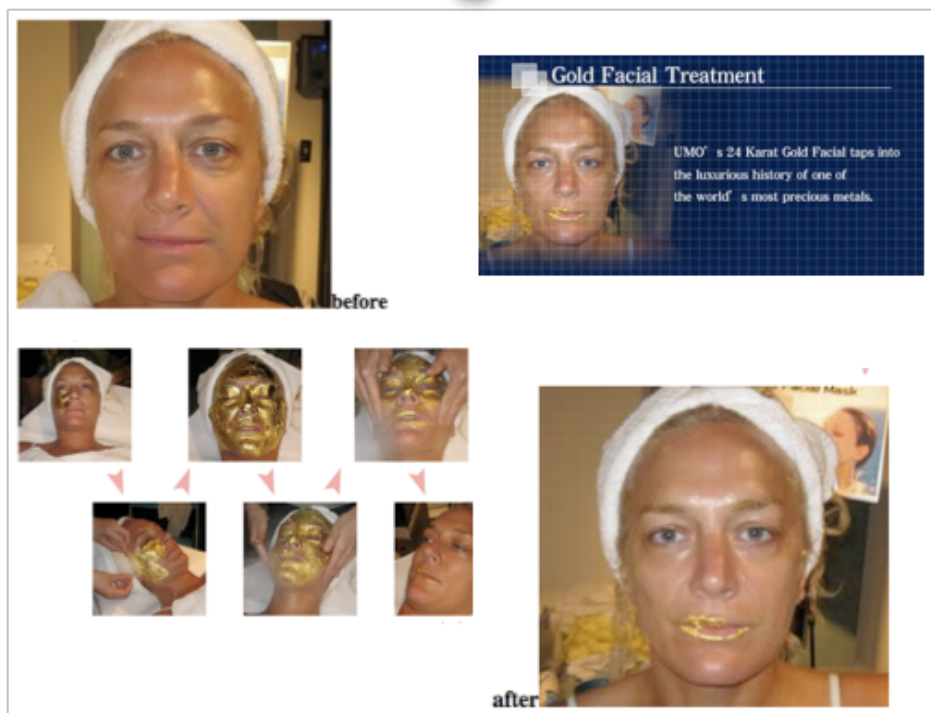 Gold Facial Treatment
UMO's 24 Karat Gold Facial taps into
the luxurious history of one of
the world's most precious metals.
before
Facial Mask
after